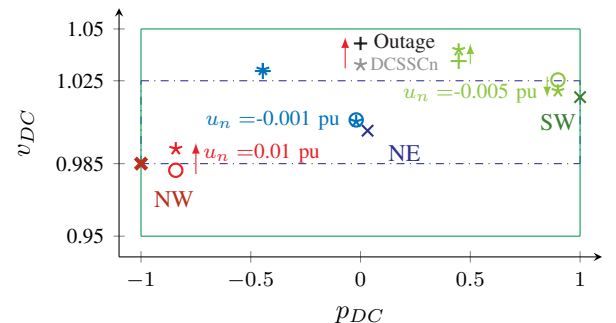 1.05
Outage
DCSSCn
1.025
u_n =-0.005 pu
v_DC
u_n =-0.001 pu
SW
NE
u_n =0.01 pu
0.985
NW
0.95
−1
−0.5
0
0.5
1
p_DC